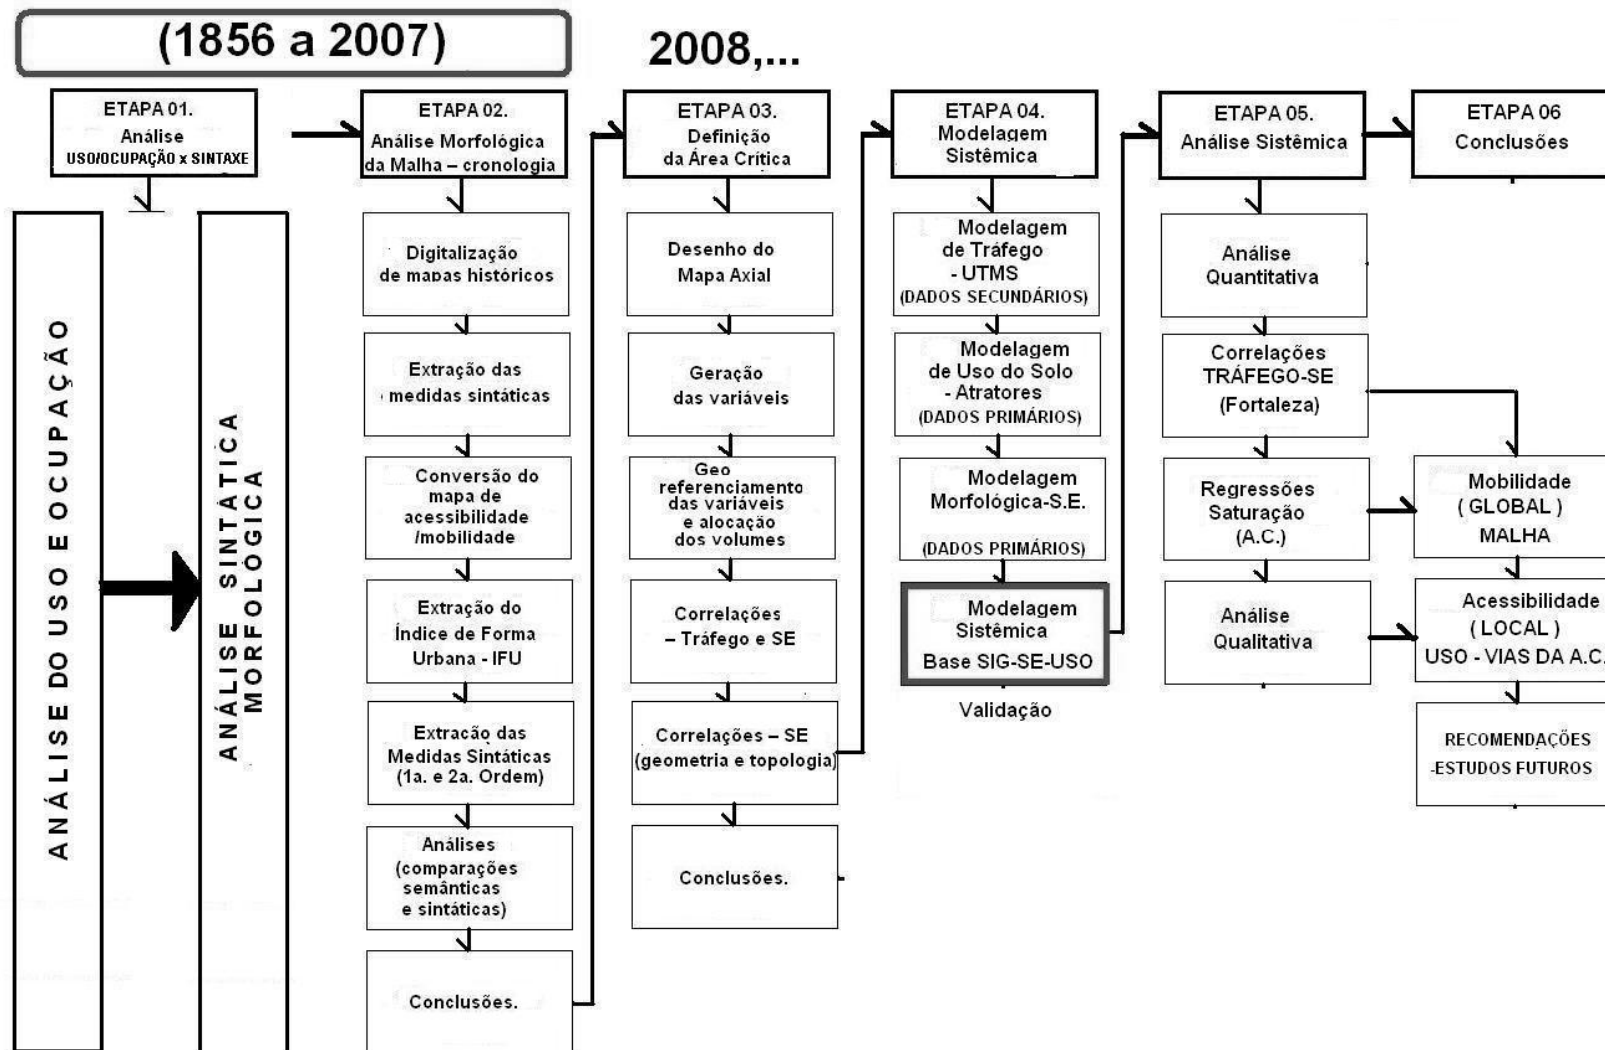 (1856 a 2007)
2008,...
ETAPA 01.
Análise
USO/OCUPAÇÃO x SINTAXE
ANÁLISE DO USO E OCUPAÇÃO
ANÁLISE SINTÁTICA
MORFOLÓGICA
ETAPA 02.
Análise Morfológica
da Malha – cronologia
Digitalização
de mapas históricos
Extração das
medidas sintáticas
Conversão do
mapa de
acessibilidade
/mobilidade
Extração do
Índice de Forma
Urbana - IFU
Extracão das
Medidas Sintáticas
(1a. e 2a. Ordem)
Análises
(comparações
semânticas
e sintáticas)
Conclusões.
ETAPA 03.
Definição
da Área Crítica
Desenho do
Mapa Axial
Geração
das variáveis
Geo
referenciamento
das variáveis
e alocação
dos volumes
Correlações
– Tráfego e SE
Correlações – SE
(geometria e topologia)
Conclusões.
ETAPA 04.
Modelagem
Sistêmica
Modelagem
de Tráfego
- UTMS
(DADOS SECUNDÁRIOS)
Modelagem
de Uso do Solo
- Atratores
(DADOS PRIMÁRIOS)
Modelagem
Morfológica-S.E.
(DADOS PRIMÁRIOS)
Modelagem
Sistêmica
Base SIG-SE-USO
Validação
ETAPA 05.
Análise Sistêmica
Análise
Quantitativa
Correlações
TRÁFEGO-SE
(Fortaleza)
Regressões
Saturação
(A.C.)
Análise
Qualitativa
ETAPA 06
Conclusões
Mobilidade
( GLOBAL )
MALHA
Acessibilidade
( LOCAL )
USO - VIAS DA A.C.
RECOMENDAÇÕES
-ESTUDOS FUTUROS